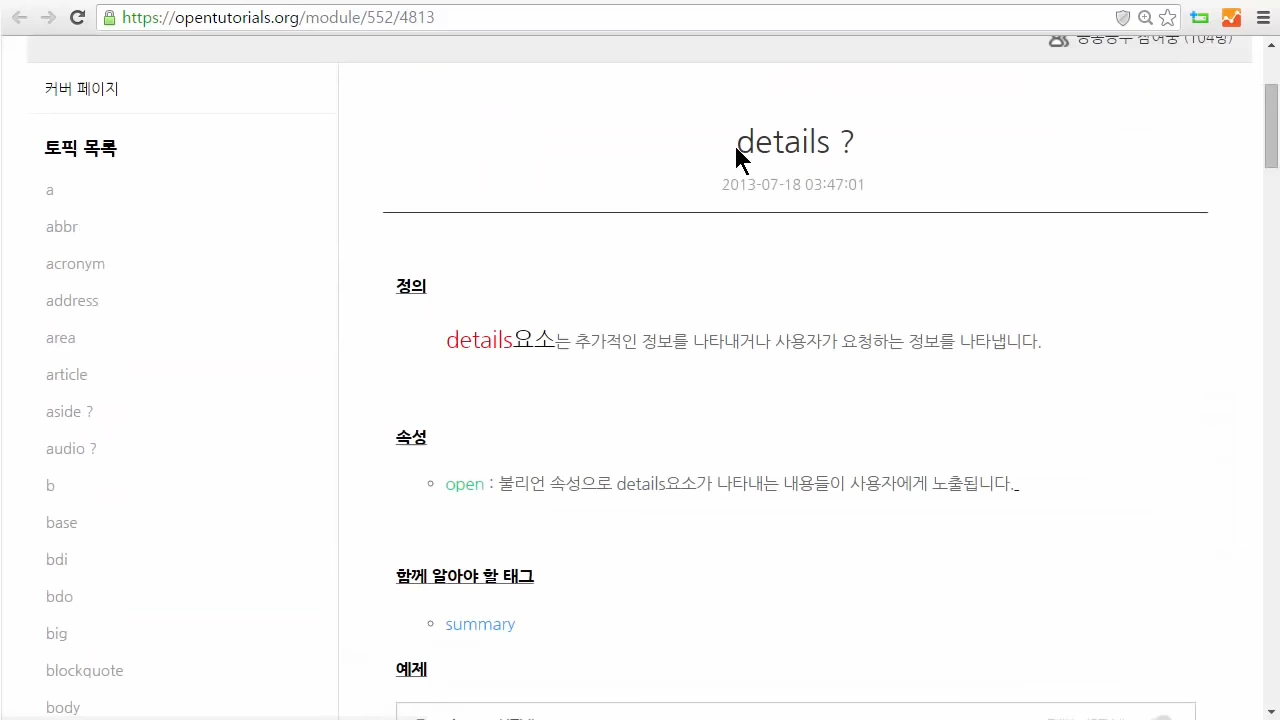 https://opentutorials.org/module/552/4813
커버 페이지
토픽 목록
a
abbr
acronym
address
area
article
aside ?
audio ?
b
base
bdi
bdo
big
blockquote
body
details ?
2013-07-18 03:47:01
정의
details요소는 추가적인 정보를 나타내거나 사용자가 요청하는 정보를 나타냅니다.
속성
open : 불리언 속성으로 details요소가 나타내는 내용들이 사용자에게 노출됩니다.
함께 알아야 할 태그
summary
예제